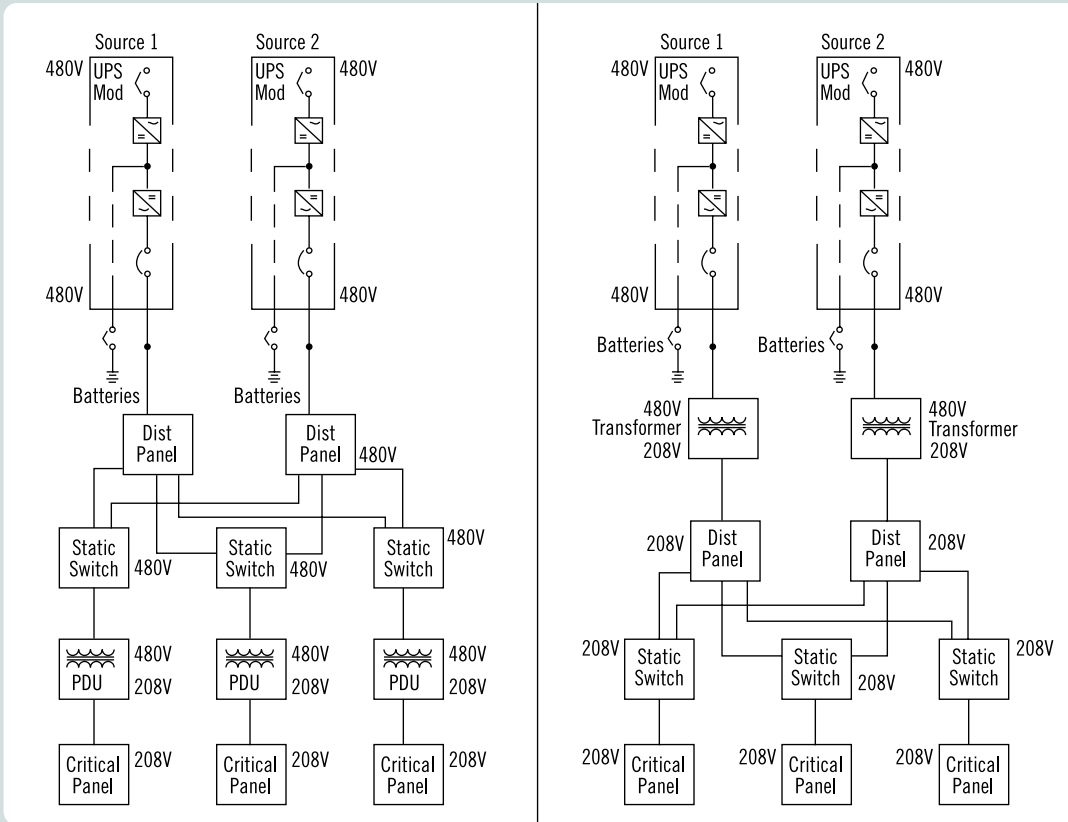 Source 1
Source 2
480V
UPS
Mod
UPS
Mod
480V
480V
480V
Batteries
Batteries
Dist
Panel
Dist
Panel
480V
Static
Switch
480V
Static
Switch
480V
Static
Switch
480V
PDU
480V
208V
PDU
480V
208V
PDU
480V
208V
Critical
Panel
208V
Critical
Panel
208V
Critical
Panel
208V
Source 1
Source 2
480V
UPS
Mod
UPS
Mod
480V
480V
480V
Batteries
Batteries
480V
Transformer
208V
480V
Transformer
208V
208V
Dist
Panel
Dist
Panel
208V
208V
Static
Switch
Static
Switch
208V
Static
Switch
208V
208V
Critical
Panel
208V
Critical
Panel
208V
Critical
Panel